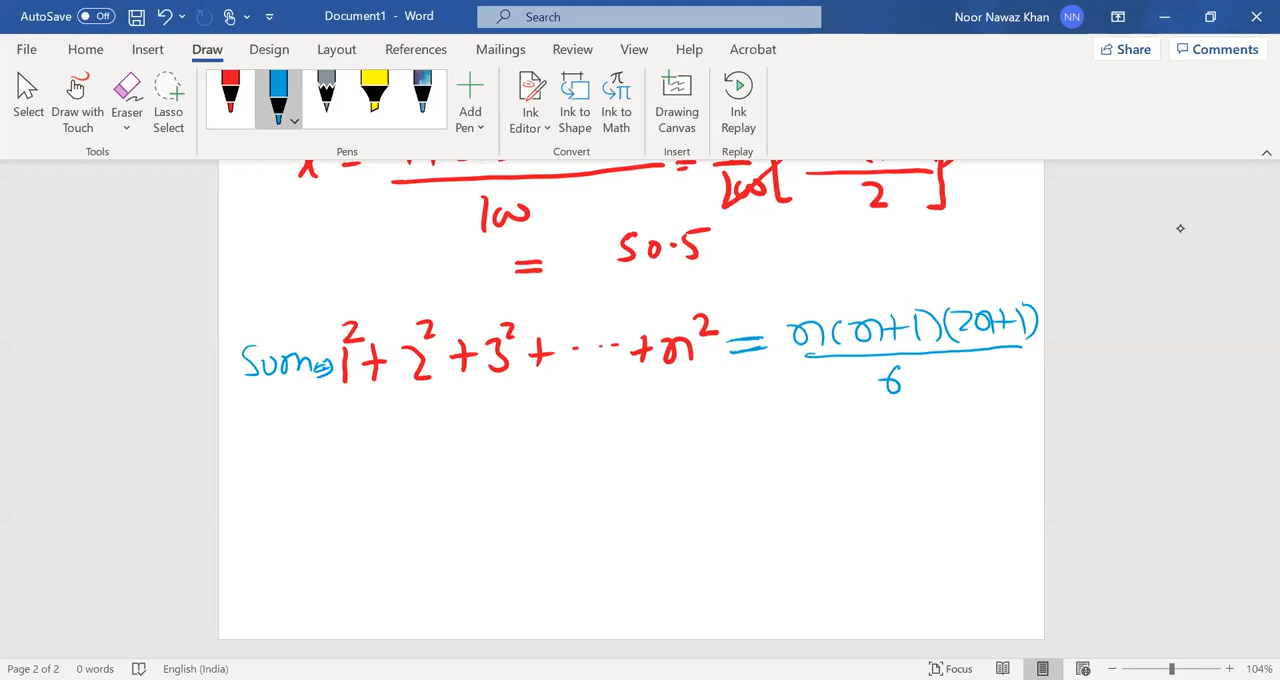 AutoSave Off Document1 - Word Search Noor Nawaz Khan NN
File Home Insert Draw Design Layout References Mailings Review View Help Acrobat Share Comments
Select Draw with Touch Eraser Lasso Select Add Pen Ink Editor Ink to Shape Ink to Math Drawing Canvas Ink Replay
Tools Pens Convert Insert Replay
= =
100 100 2
= 50.5
Sum⇒ 1² + 2² + 3² + ... + n² = n(n+1)(2n+1)
6
Page 2 of 2 0 words English (India) Focus 104%